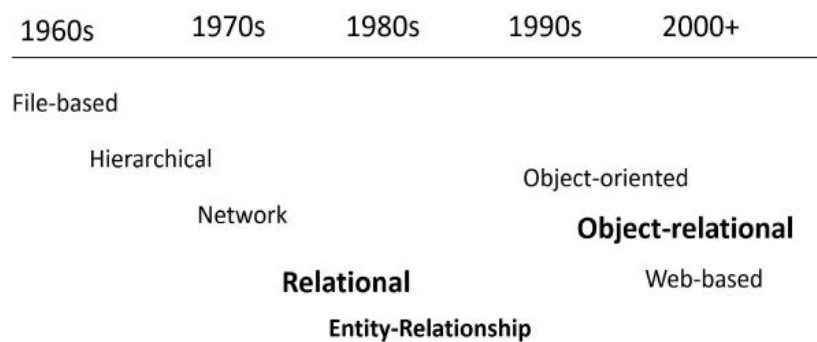 1960s 1970s 1980s 1990s 2000+
File-based
Hierarchical
Object-oriented
Network
Object-relational
Relational
Web-based
Entity-Relationship